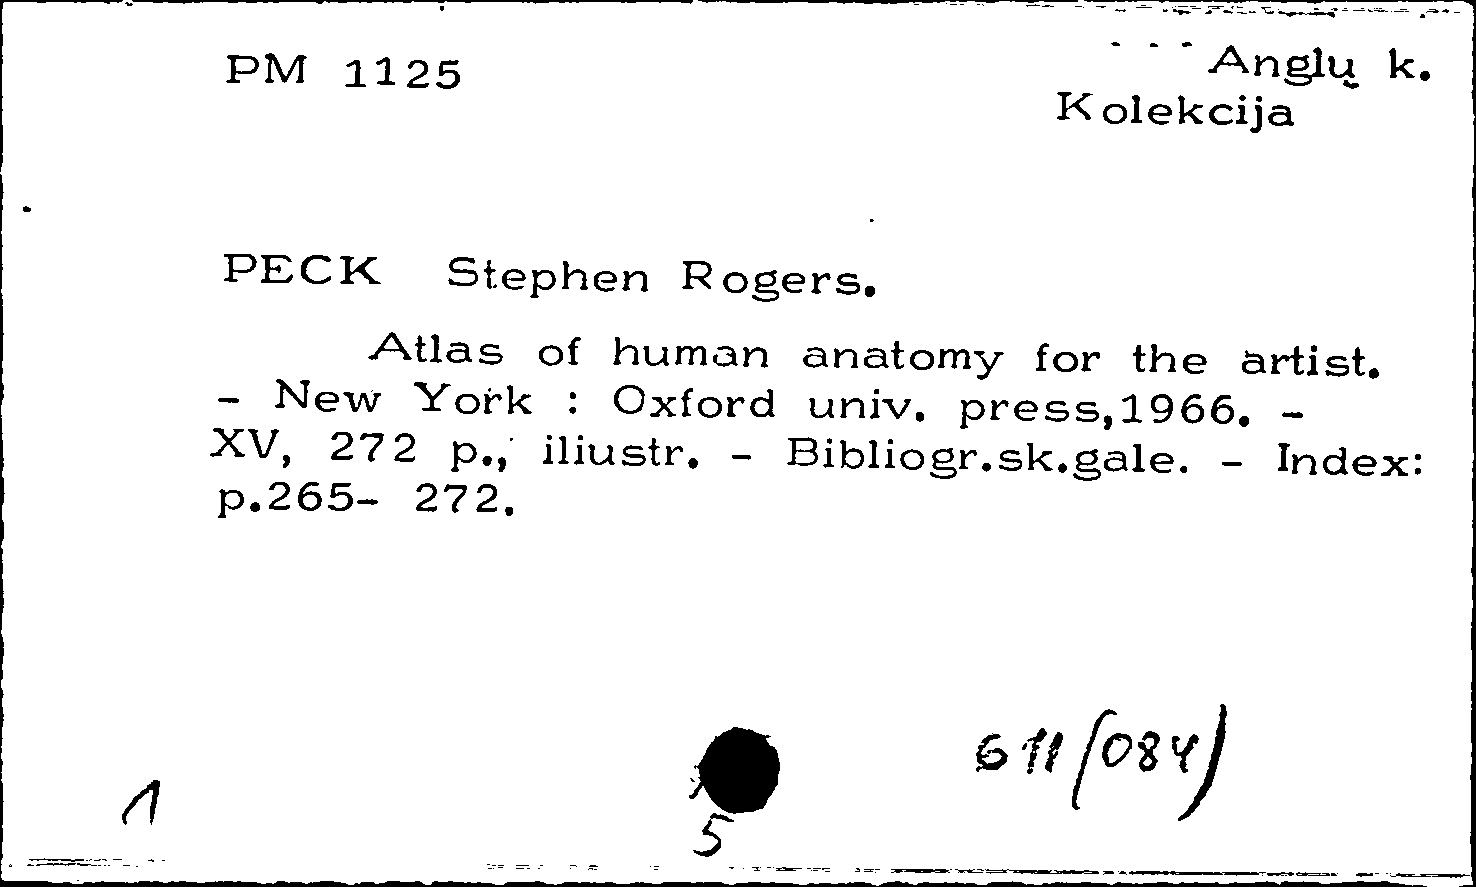 PM 1125
Anglų k.
Kolekcija
PECK Stephen Rogers.
Atlas of human anatomy for the artist.
- New York : Oxford univ. press,1966. -
XV, 272 p., iliustr. - Bibliogr.sk.gale. - Index:
p.265- 272.
611(084)
1
5